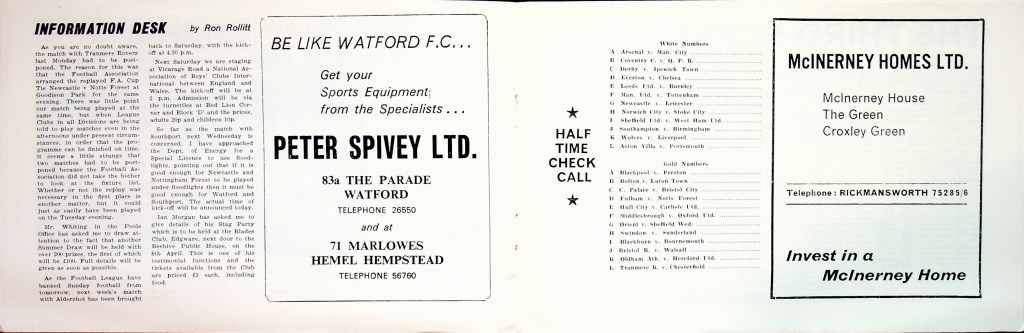 INFORMATION DESK by Ron Rollitt
As you are no doubt aware,
the match with Tranmere Rovers
last Monday had to be post-
poned. The reason for this was
that the Football Association
arranged the replayed F.A. Cup
Tie Newcastle v Notts Forest at
Goodison Park for the same
evening. There was little point
our match being played at the
same time, but when League
Clubs in all Divisions are being
told to play matches even in the
afternoons under present circum-
stances, in order that the pro-
gramme can be finished on time.
It seems a little strange that
two matches had to be post-
poned because the Football As-
sociation did not take the bother
to look at the fixture list.
Whether or not the replay was
necessary in the first place is
another matter, but it could
just as easily have been played
on the Tuesday evening.
Mr. Whiting in the Pools
Office has asked me to draw at-
tention to the fact that another
Summer Draw will be held with
over 200 prizes, the first of which
will be £100. Full details will be
given as soon as possible.
As the Football League have
banned Sunday football from
tomorrow, next week's match
with Aldershot has been brought
back to Saturday, with the kick-
off at 4.30 p.m.
Next Saturday we are staging
at Vicarage Road a National As-
sociation of Boys' Clubs Inter-
national between England and
Wales. The kick-off will be at
2 p.m. Admission will be via
the turnstiles at Red Lion Cor-
ner and Block 'D' and the prices,
adults 20p and children 10p.
So far as the match with
Southport next Wednesday is
concerned, I have approached
the Dept. of Energy for a
Special Licence to use flood-
lights, pointing out that if it is
good enough for Newcastle and
Nottingham Forest to be played
under floodlights then it must be
good enough for Watford and
Southport. The actual time of
kick-off will be announced today.
Ian Morgan has asked me to
give details of his Stag Party
which is to be held at the Blades
Club, Edgware, next door to the
Beehive Public House, on the
8th April. This is one of his
testimonial functions and the
tickets available from the Club
are priced £3 each, including
food.
BE LIKE WATFORD F.C...
Get your
Sports Equipment
from the Specialists...
PETER SPIVEY LTD.
83a THE PARADE
WATFORD
TELEPHONE 26550
and at
71 MARLOWES
HEMEL HEMPSTEAD
TELEPHONE 56760
★
HALF
TIME
CHECK
CALL
★
White Numbers
A Arsenal v. Man. City
B Coventry C. v. Q. P. R.
C Derby v. Ipswich Town
D Everton v. Chelsea
E Leeds Utd. v. Burnley
F Man. Utd. v. Tottenham
G Newcastle v. Leicester
H Norwich City v. Stoke City
I Sheffield Utd. v. West Ham Utd.
J Southampton v. Birmingham
K Wolves v. Liverpool
L Aston Villa v. Portsmouth
Gold Numbers
A Blackpool v. Preston
B Bolton v. Luton Town
C C. Palace v. Bristol City
D Fulham v. Notts Forest
E Hull City v. Carlisle Utd.
F Middlesbrough v. Oxford Utd.
G Orient v. Sheffield Wed.
H Swindon v. Sunderland
I Blackburn v. Bournemouth
J Bristol R. v. Walsall
K Oldham Ath. v. Hereford Utd.
L Tranmere R. v. Chesterfield
McINERNEY HOMES LTD.
McInerney House
The Green
Croxley Green
Telephone: RICKMANSWORTH 75285/6
Invest in a
McInerney Home